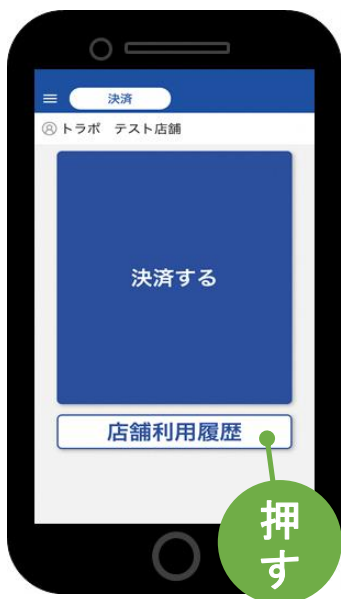 決済
トラポ テスト店舗
決済する
店舗利用履歴
押
す